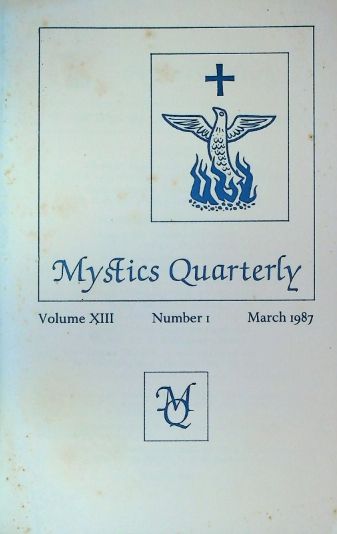 Mystics Quarterly
Volume XIII Number 1 March 1987
MQ